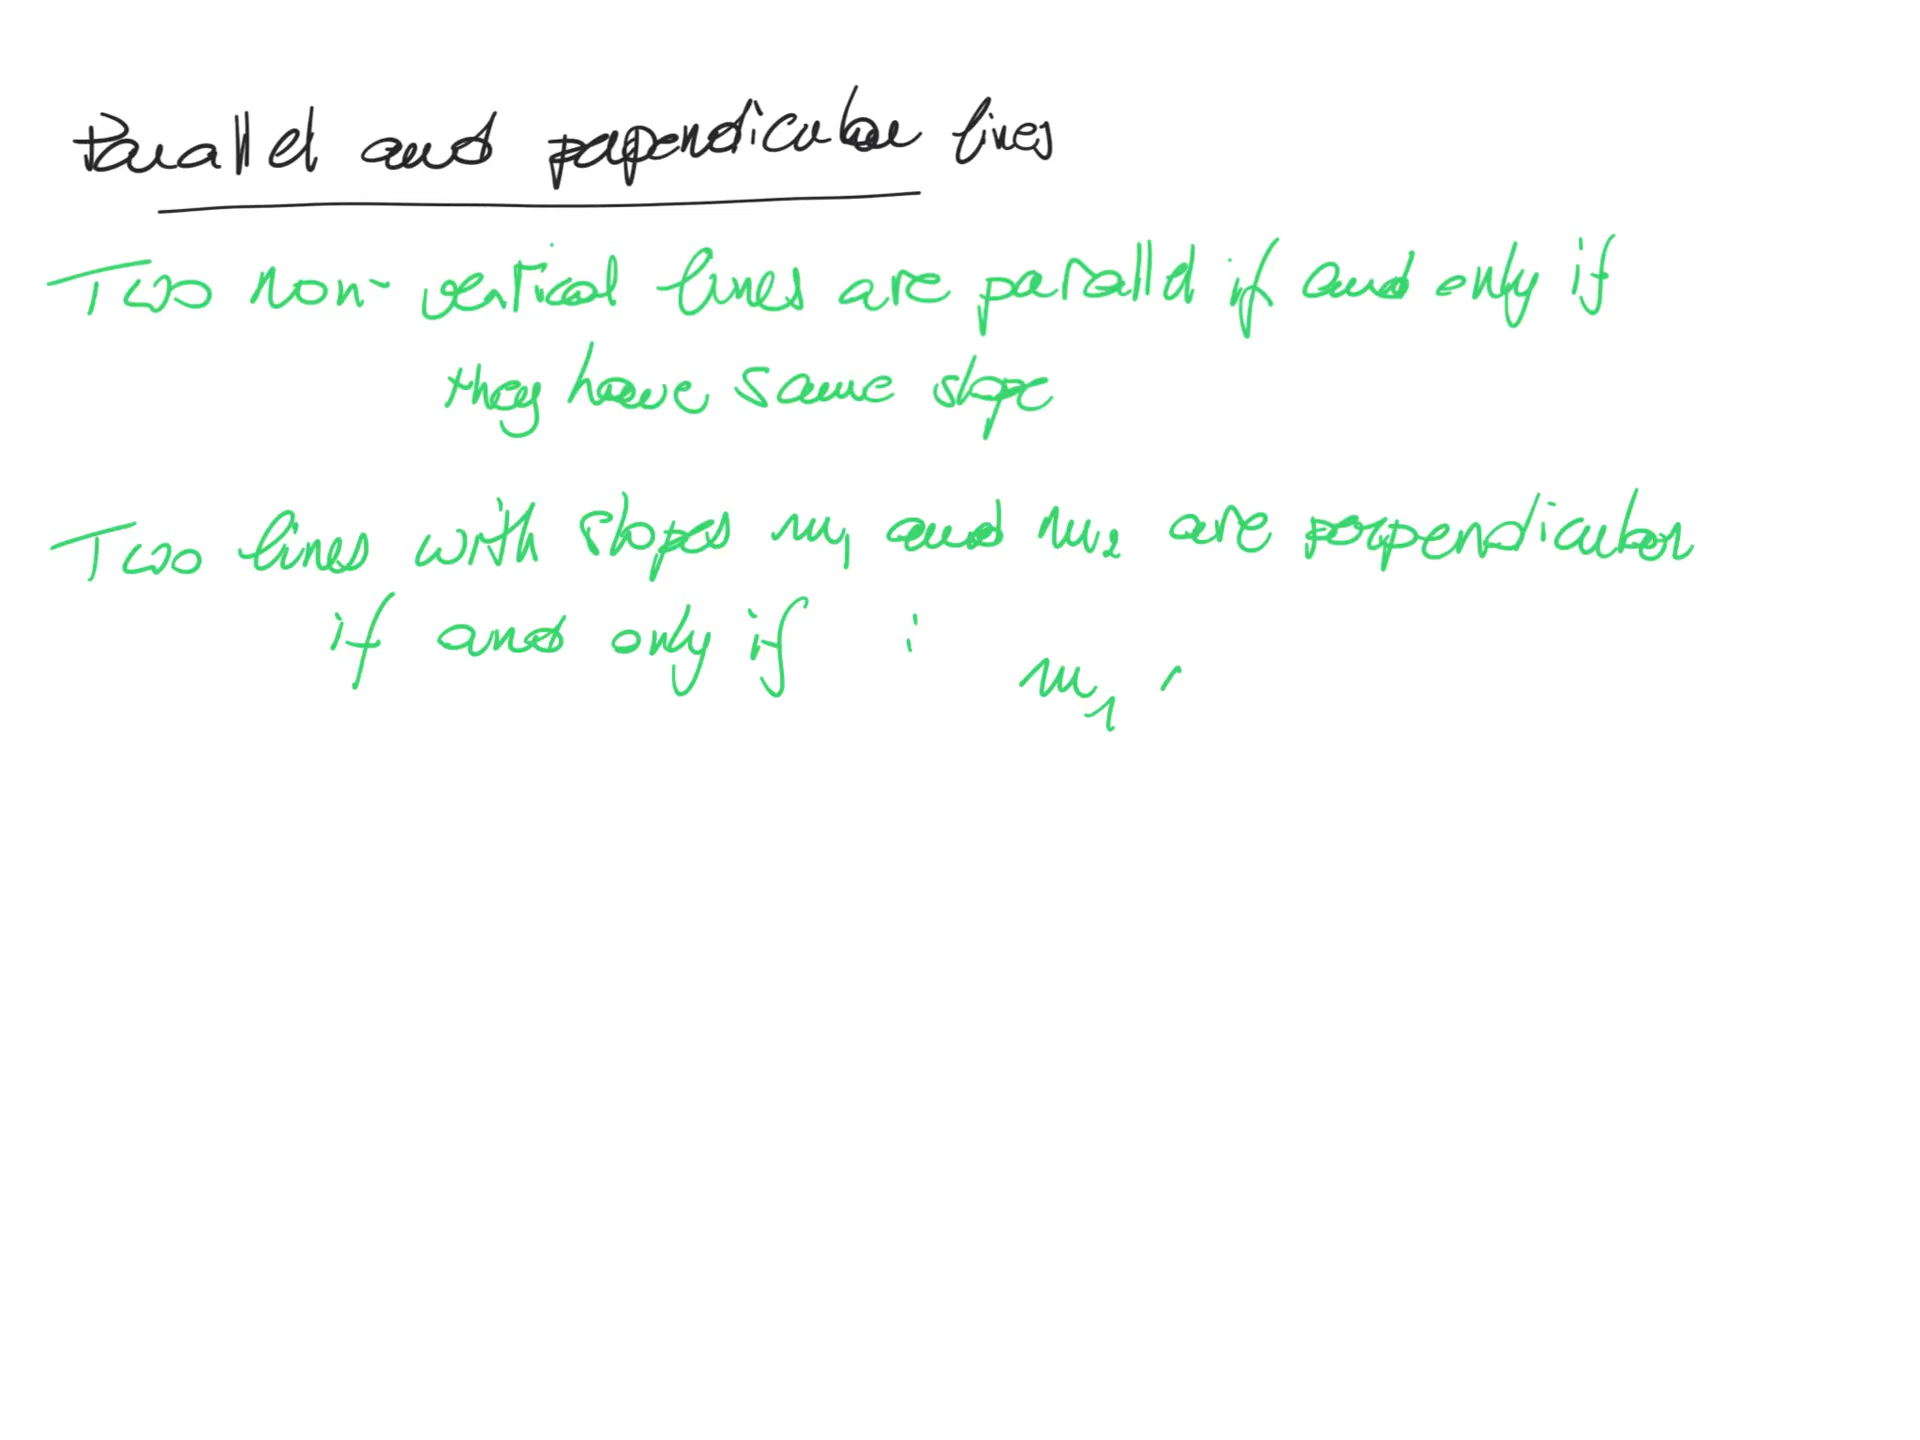 Parallel and perpendicular lines
Two non-vertical lines are parallel if and only if
they have same slope
Two lines with slopes m₁ and m₂ are perpendicular
if and only if :
m₁